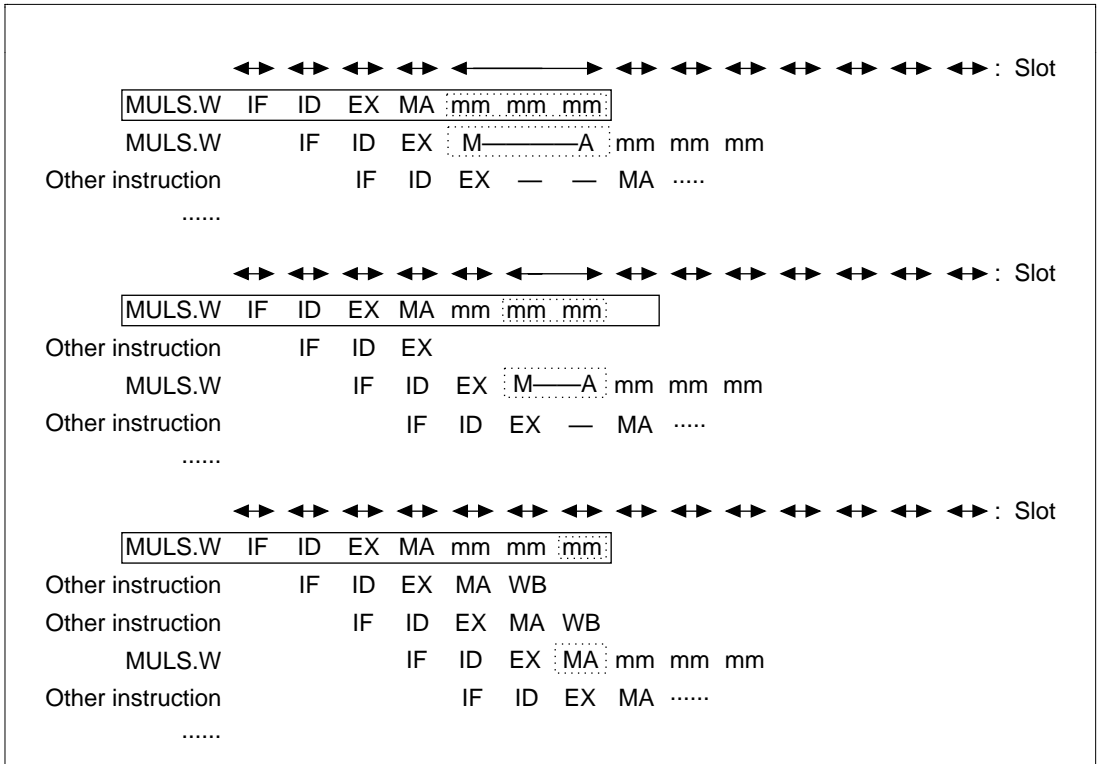 : Slot
MULS.W IF ID EX MA mm mm mm
MULS.W IF ID EX M————A mm mm mm
Other instruction IF ID EX — — MA ·····
······
: Slot
MULS.W IF ID EX MA mm mm mm
Other instruction IF ID EX
MULS.W IF ID EX M——A mm mm mm
Other instruction IF ID EX — MA ·····
······
: Slot
MULS.W IF ID EX MA mm mm mm
Other instruction IF ID EX MA WB
Other instruction IF ID EX MA WB
MULS.W IF ID EX MA mm mm mm
Other instruction IF ID EX MA ······
······